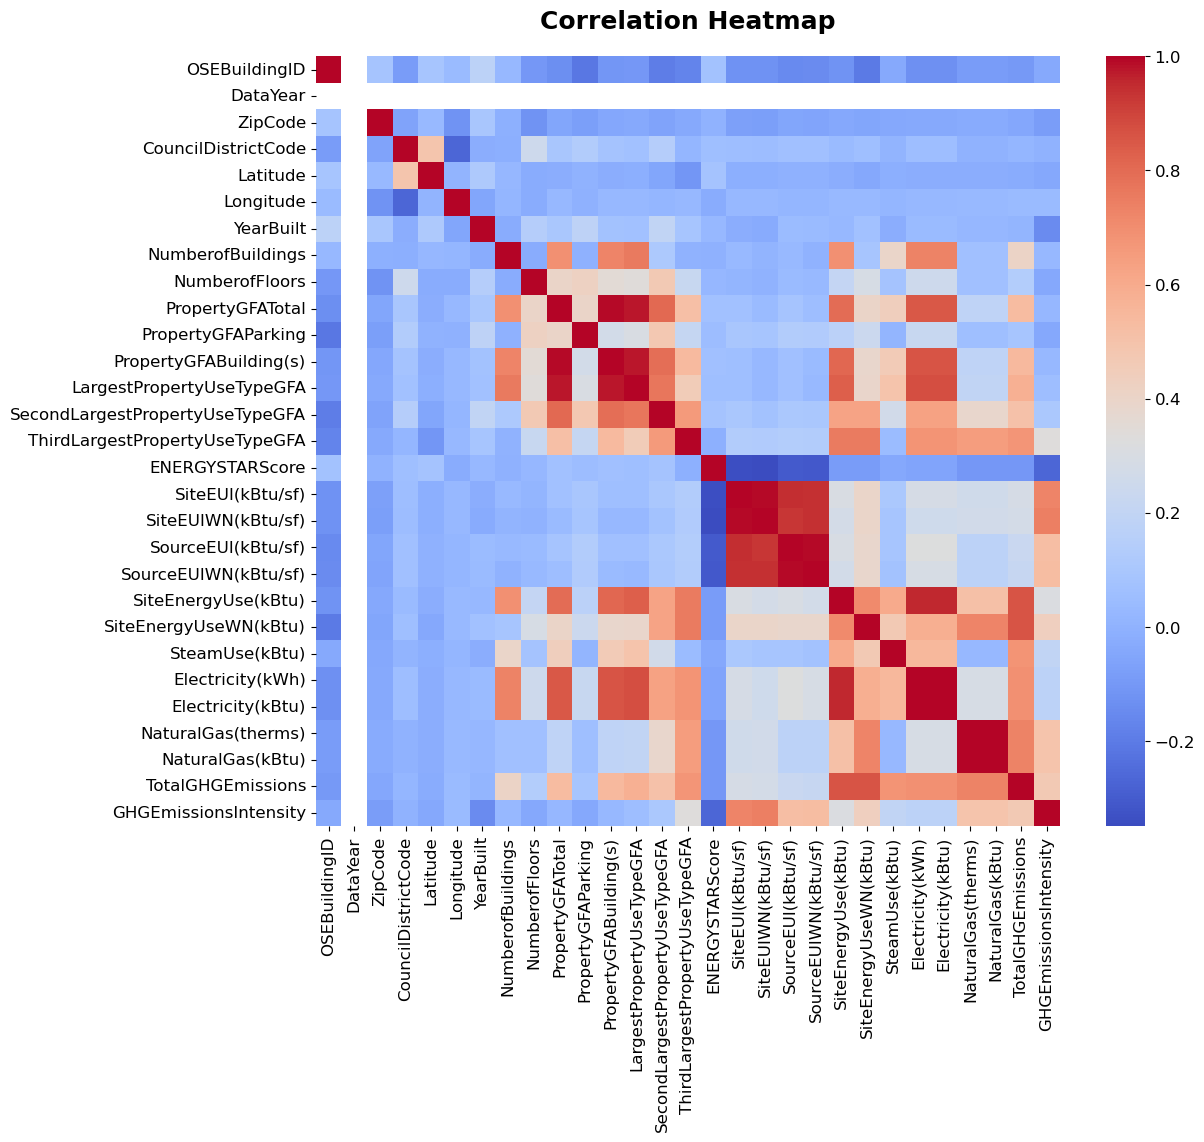 Correlation Heatmap
OSEBuildingID
DataYear
ZipCode
CouncilDistrictCode
Latitude
Longitude
YearBuilt
NumberofBuildings
NumberofFloors
PropertyGFATotal
PropertyGFAParking
PropertyGFABuilding(s)
LargestPropertyUseTypeGFA
SecondLargestPropertyUseTypeGFA
ThirdLargestPropertyUseTypeGFA
ENERGYSTARScore
SiteEUI(kBtu/sf)
SiteEUIWN(kBtu/sf)
SourceEUI(kBtu/sf)
SourceEUIWN(kBtu/sf)
SiteEnergyUse(kBtu)
SiteEnergyUseWN(kBtu)
SteamUse(kBtu)
Electricity(kWh)
Electricity(kBtu)
NaturalGas(therms)
NaturalGas(kBtu)
TotalGHGEmissions
GHGEmissionsIntensity
OSEBuildingID
DataYear
ZipCode
CouncilDistrictCode
Latitude
Longitude
YearBuilt
NumberofBuildings
NumberofFloors
PropertyGFATotal
PropertyGFAParking
PropertyGFABuilding(s)
LargestPropertyUseTypeGFA
SecondLargestPropertyUseTypeGFA
ThirdLargestPropertyUseTypeGFA
ENERGYSTARScore
SiteEUI(kBtu/sf)
SiteEUIWN(kBtu/sf)
SourceEUI(kBtu/sf)
SourceEUIWN(kBtu/sf)
SiteEnergyUse(kBtu)
SiteEnergyUseWN(kBtu)
SteamUse(kBtu)
Electricity(kWh)
Electricity(kBtu)
NaturalGas(therms)
NaturalGas(kBtu)
TotalGHGEmissions
GHGEmissionsIntensity
1.0
0.8
0.6
0.4
0.2
0.0
−0.2